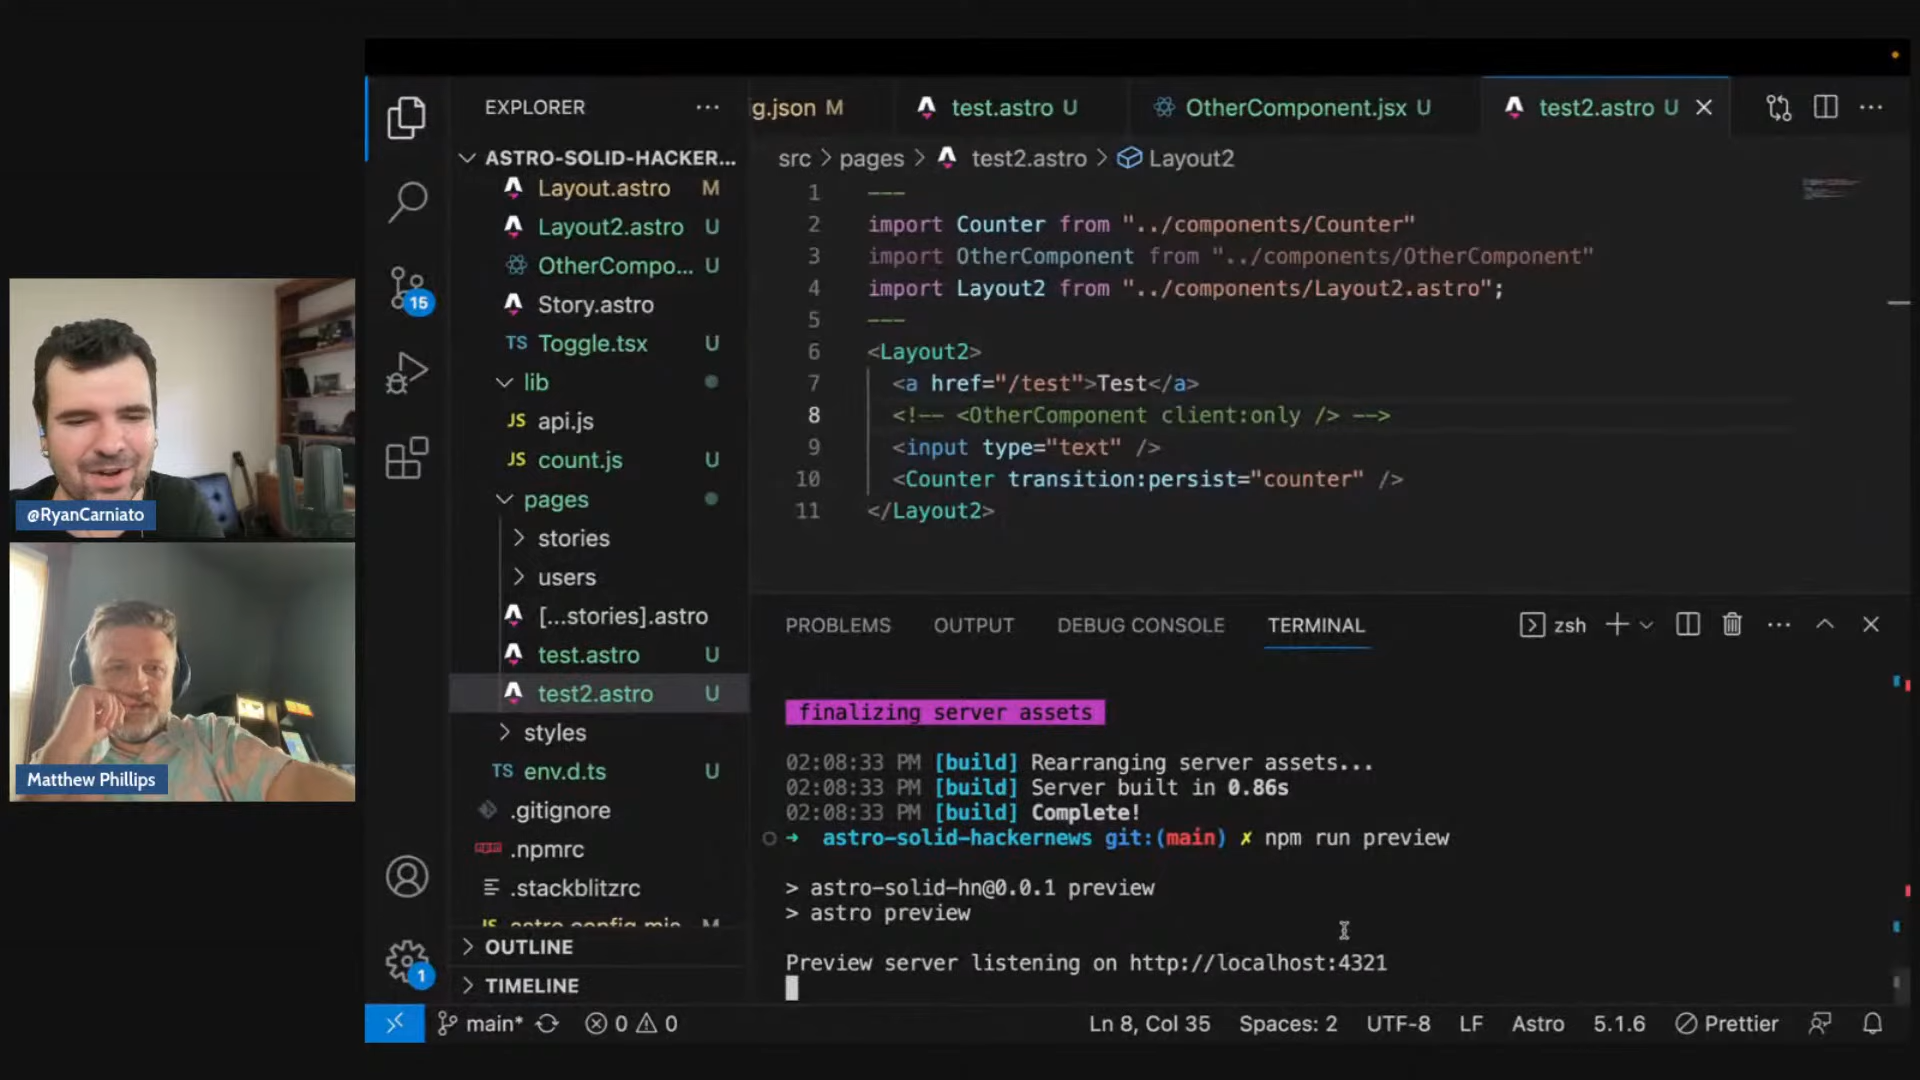 EXPLORER
ASTRO-SOLID-HACKER...
Layout.astro M
Layout2.astro U
OtherCompo... U
Story.astro
TS Toggle.tsx U
lib
JS api.js
JS count.js U
pages
stories
users
[...stories].astro
test.astro U
test2.astro U
styles
TS env.d.ts U
.gitignore
.npmrc
.stackblitzrc
JS astro.config.mjs M
OUTLINE
TIMELINE
15
1
@RyanCarniato
Matthew Phillips
g.json M
test.astro U
OtherComponent.jsx U
test2.astro U
src > pages > test2.astro > Layout2
1 ---
2 import Counter from "../components/Counter"
3 import OtherComponent from "../components/OtherComponent"
4 import Layout2 from "../components/Layout2.astro";
5 ---
6 <Layout2>
7 <a href="/test">Test</a>
8 <!-- <OtherComponent client:only /> -->
9 <input type="text" />
10 <Counter transition:persist="counter" />
11 </Layout2>
PROBLEMS OUTPUT DEBUG CONSOLE TERMINAL zsh
finalizing server assets
02:08:33 PM [build] Rearranging server assets...
02:08:33 PM [build] Server built in 0.86s
02:08:33 PM [build] Complete!
→ astro-solid-hackernews git:(main) ✗ npm run preview
> astro-solid-hn@0.0.1 preview
> astro preview
Preview server listening on http://localhost:4321
main* 0 0 Ln 8, Col 35 Spaces: 2 UTF-8 LF Astro 5.1.6 Prettier